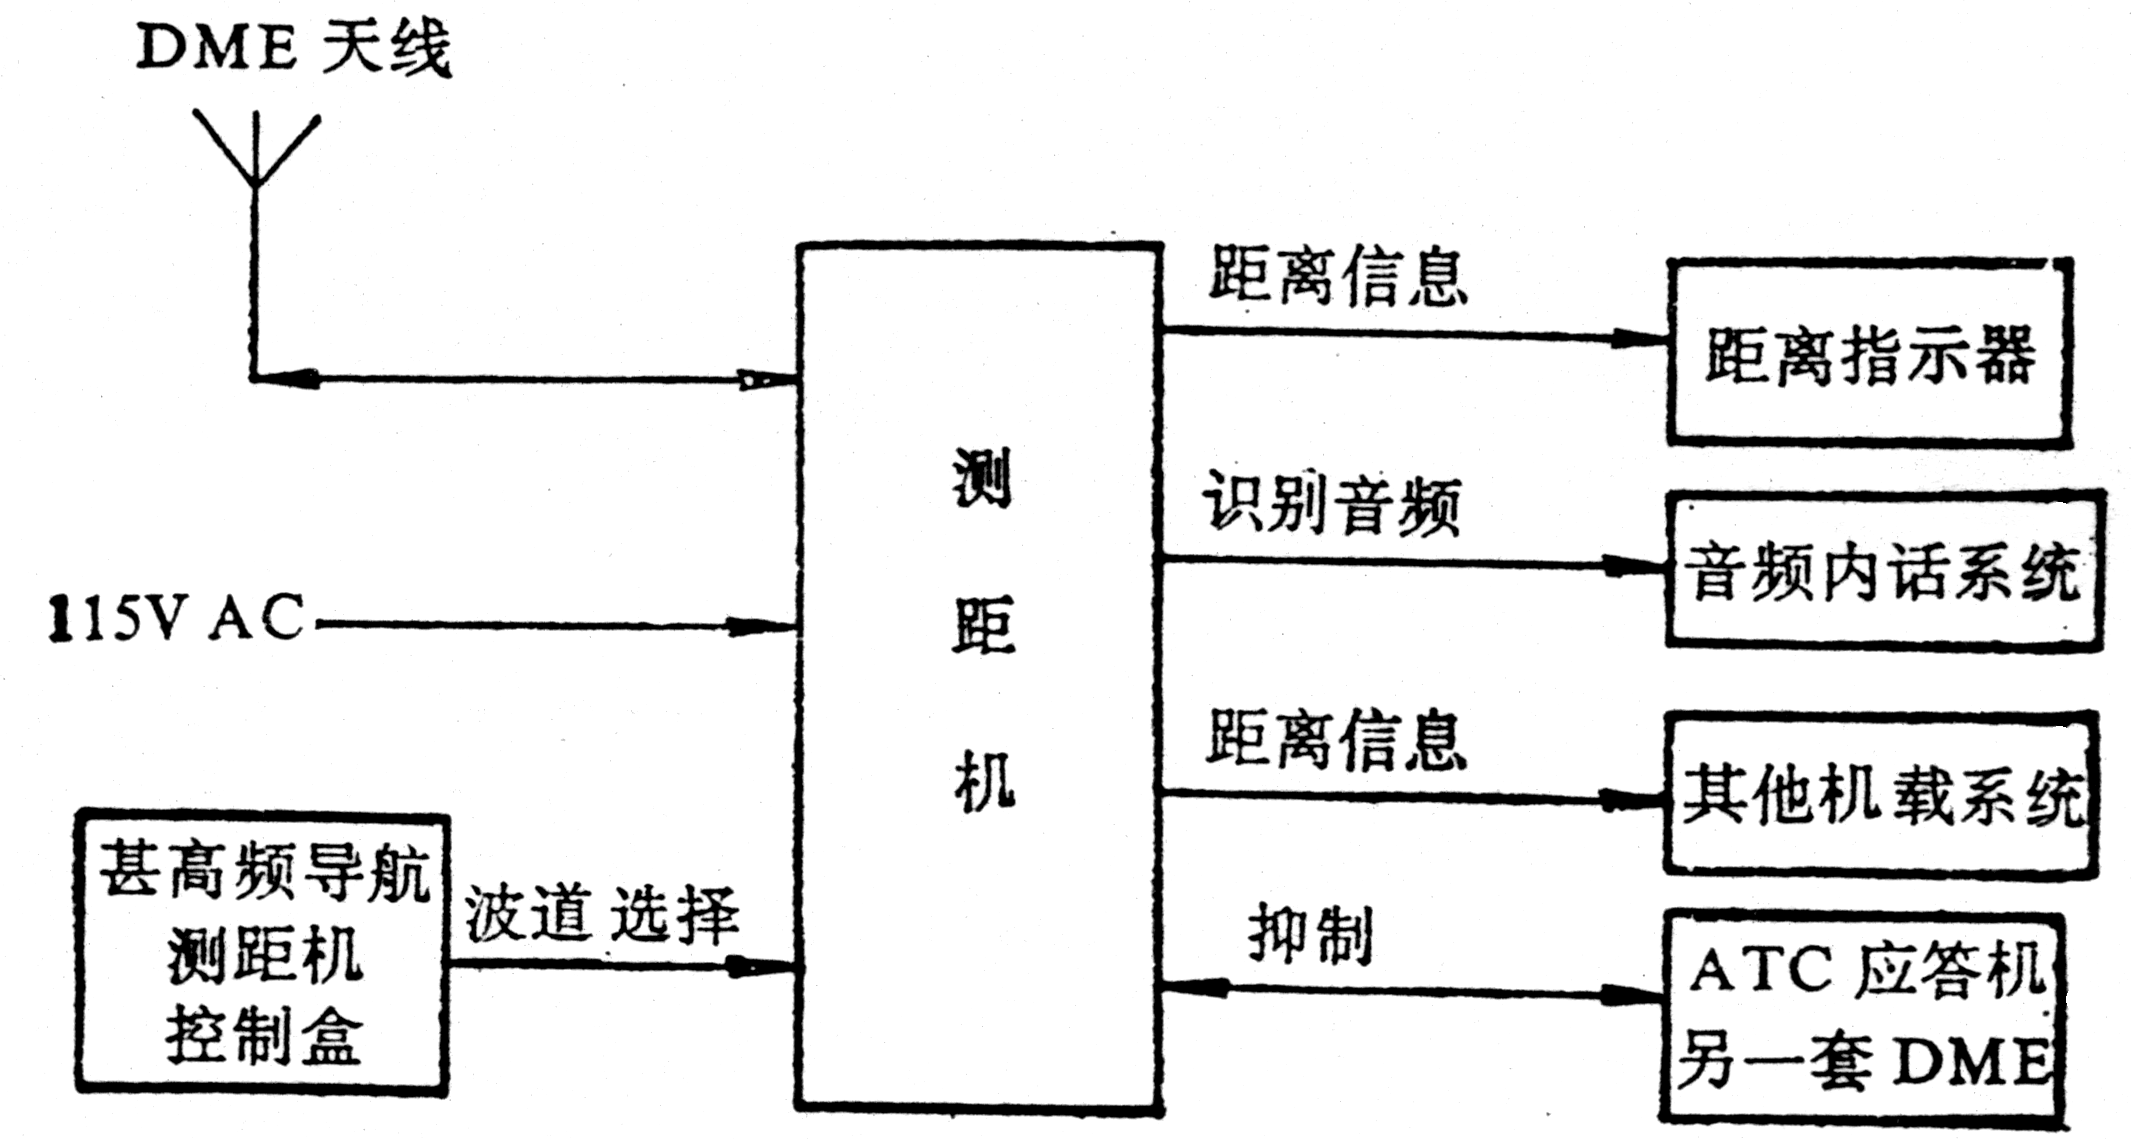 DME 天线
距离信息
距离指示器
测
距
机
识别音频
音频内话系统
115V AC
距离信息
其他机载系统
甚高频导航
测距机
控制盒
波道选择
抑制
ATC 应答机
另一套 DME